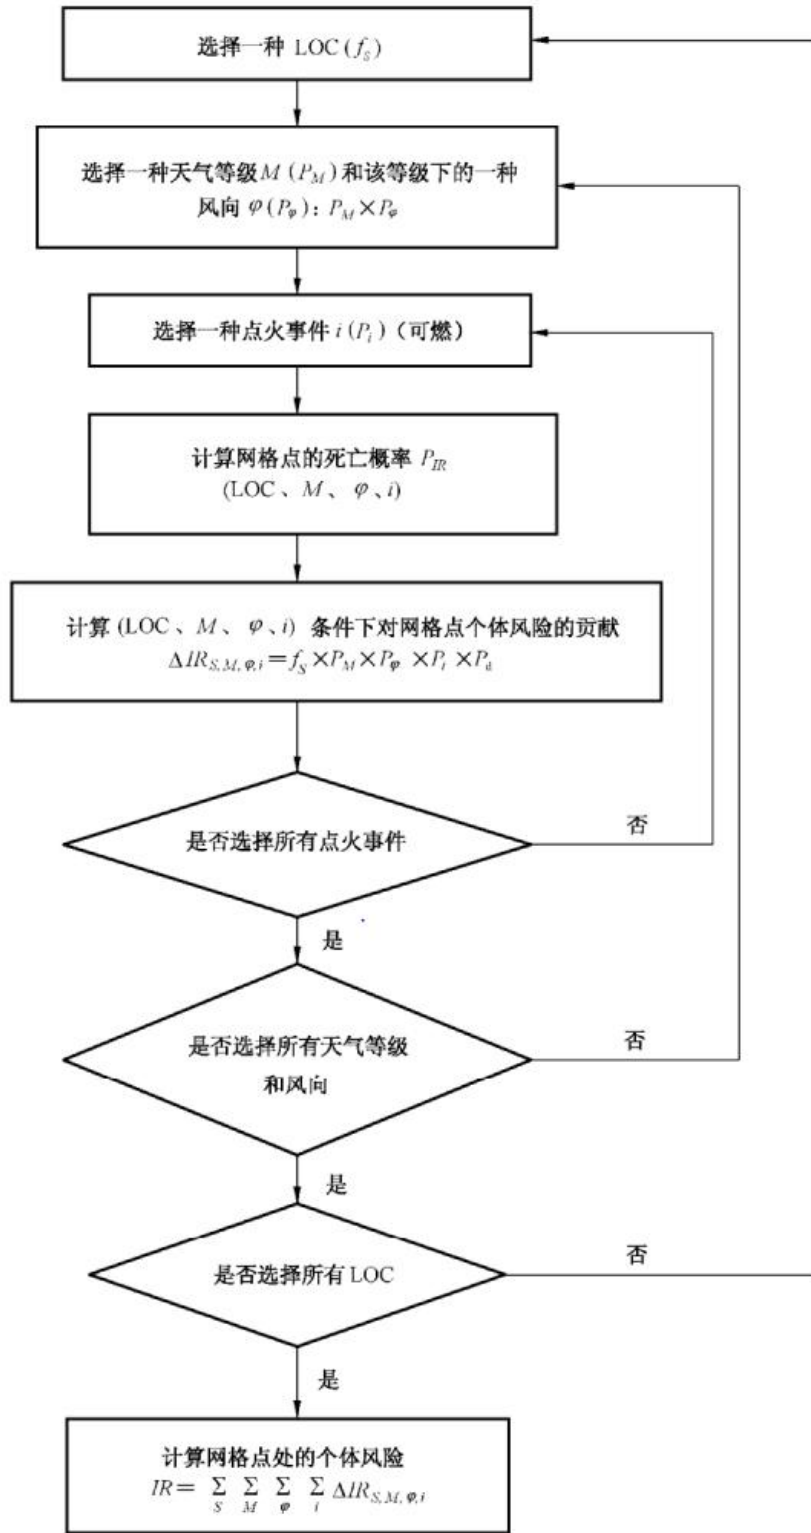 选择一种 LOC(f_S)
选择一种天气等级 M(P_M)和该等级下的一种
风向 φ(P_φ)：P_M×P_φ
选择一种点火事件 i(P_i)（可燃）
计算网格点的死亡概率 P_IR
(LOC、M、φ、i)
计算(LOC、M、φ、i) 条件下对网格点个体风险的贡献
ΔIR_S,M,φ,i=f_S×P_M×P_φ×P_i×P_d
是否选择所有点火事件
否
是
是否选择所有天气等级
和风向
否
是
是否选择所有 LOC
否
是
计算网格点处的个体风险
IR= Σ_S Σ_M Σ_φ Σ_i ΔIR_S,M,φ,i